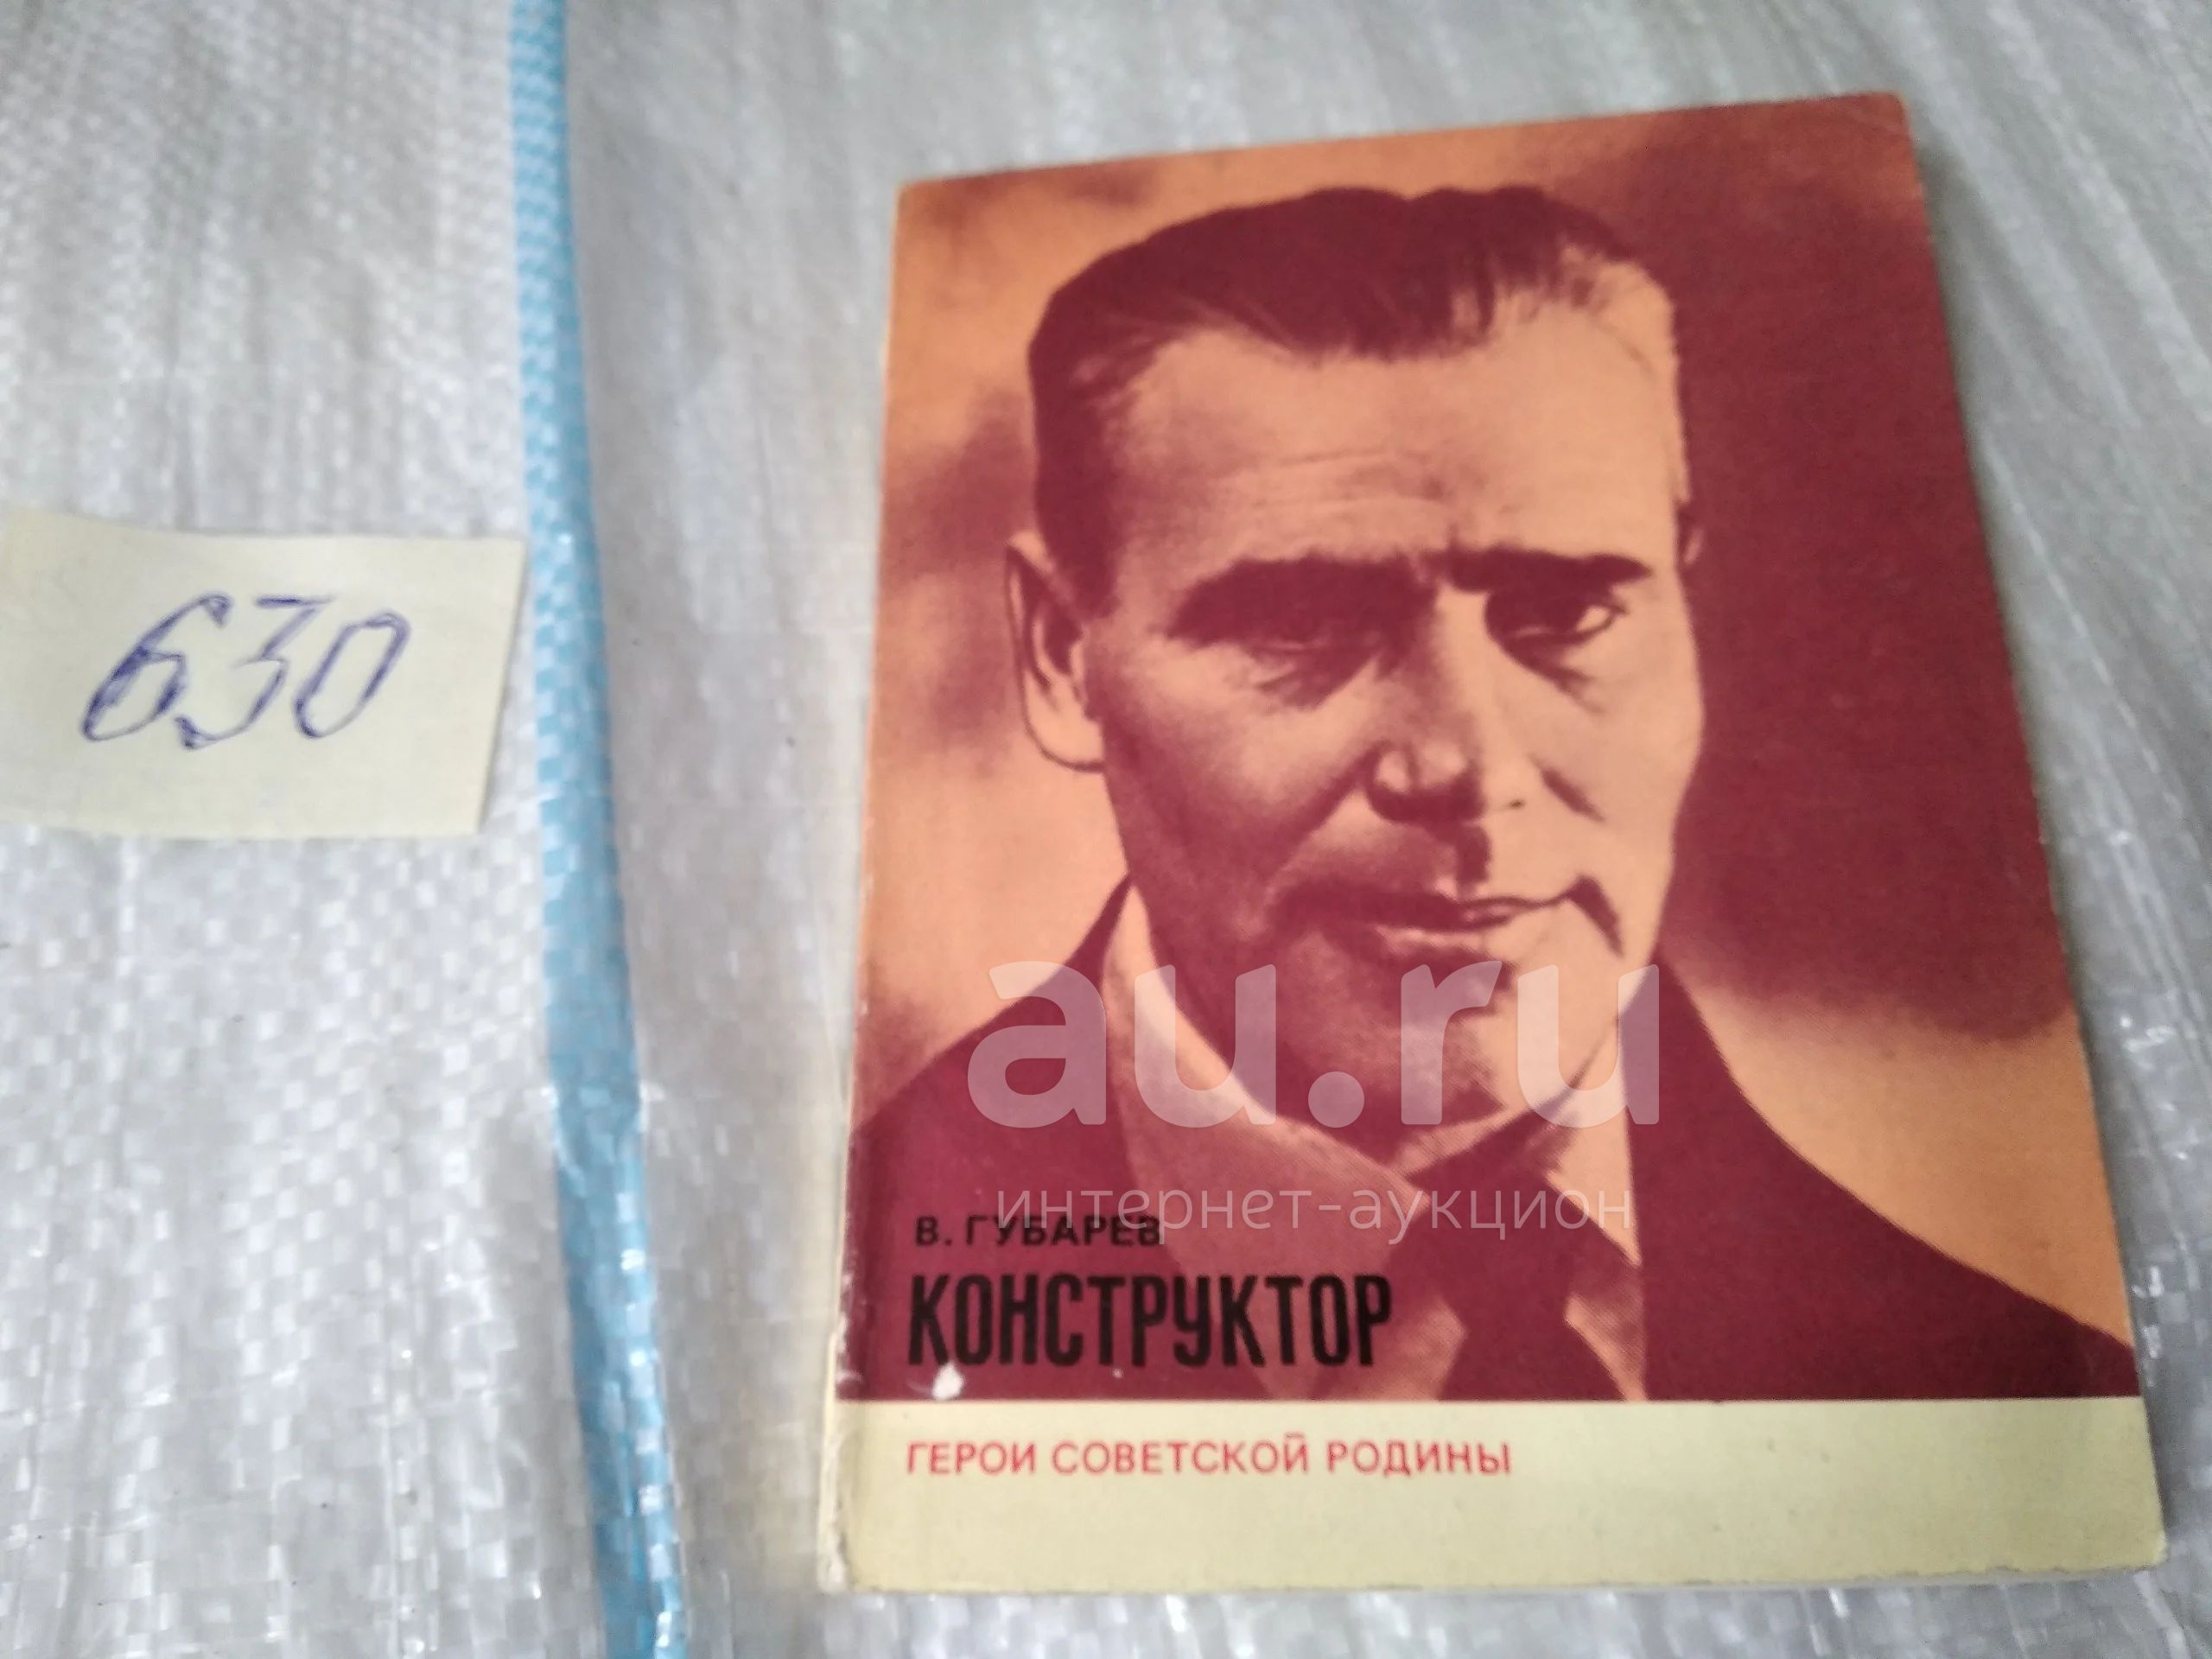 630
au.ru
интернет-аукцион
В. ГУБАРЕВ
КОНСТРУКТОР
ГЕРОИ СОВЕТСКОЙ РОДИНЫ